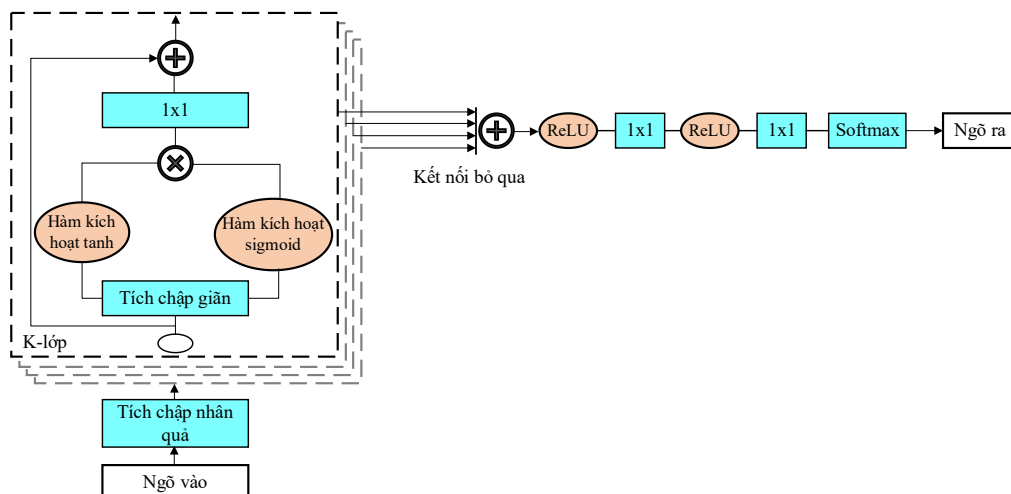 1x1
Hàm kích
hoạt tanh
Hàm kích hoạt
sigmoid
Tích chập giãn
K-lớp
Tích chập nhân
quả
Ngõ vào
Kết nối bỏ qua
ReLU
1x1
ReLU
1x1
Softmax
Ngõ ra